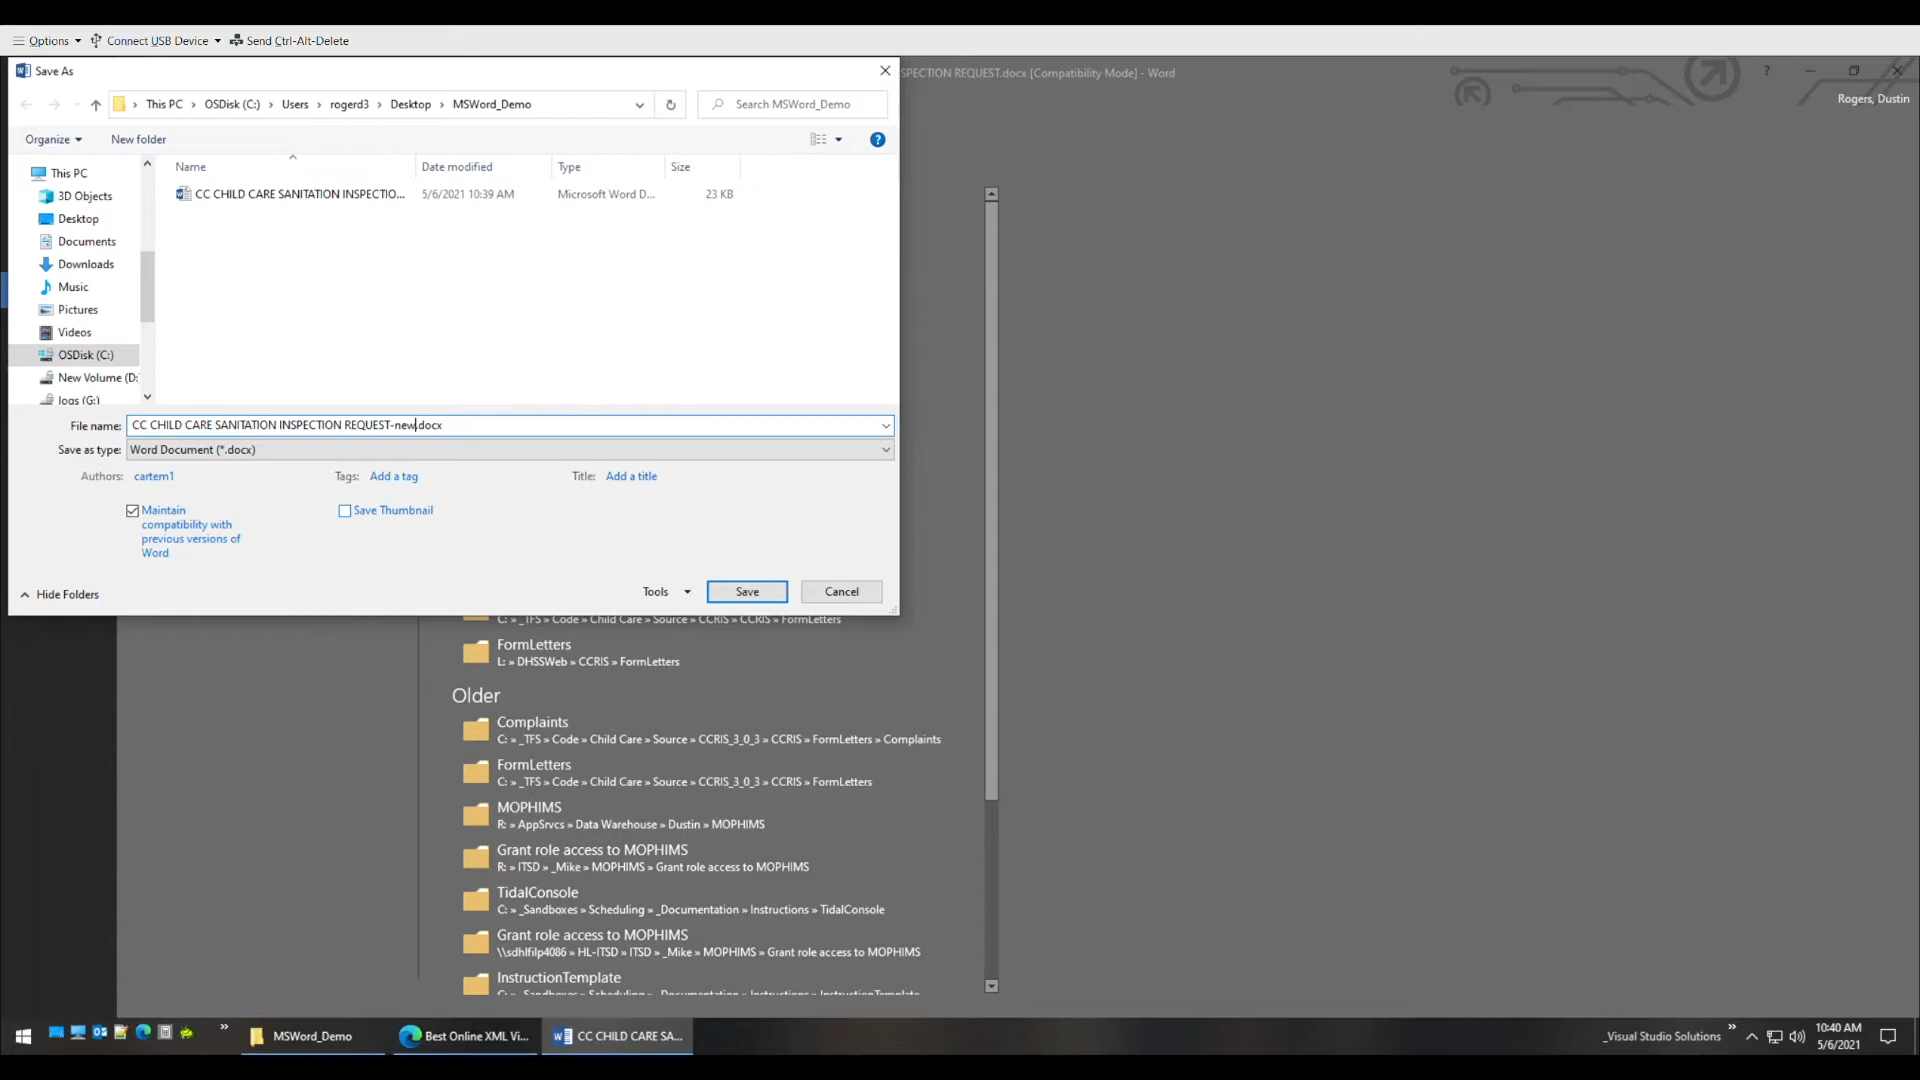 Options
Connect USB Device
Send Ctrl-Alt-Delete
Save As
SPECTION REQUEST.docx [Compatibility Mode] - Word
?
Rogers, Dustin
This PC › OSDisk (C:) › Users › rogerd3 › Desktop › MSWord_Demo
Search MSWord_Demo
Organize
New folder
?
Name
Date modified
Type
Size
CC CHILD CARE SANITATION INSPECTIO...
5/6/2021 10:39 AM
Microsoft Word D...
23 KB
This PC
3D Objects
Desktop
Documents
Downloads
Music
Pictures
Videos
OSDisk (C:)
New Volume (D:
logs (G:)
File name: CC CHILD CARE SANITATION INSPECTION REQUEST-new.docx
Save as type: Word Document (*.docx)
Authors: cartem1
Tags: Add a tag
Title: Add a title
Maintain
compatibility with
previous versions of
Word
Save Thumbnail
Hide Folders
Tools
Save
Cancel
C: » _TFS » Code » Child Care » Source » CCRIS » CCRIS » FormLetters
FormLetters
L: » DHSSWeb » CCRIS » FormLetters
Older
Complaints
C: » _TFS » Code » Child Care » Source » CCRIS_3_0_3 » CCRIS » FormLetters » Complaints
FormLetters
C: » _TFS » Code » Child Care » Source » CCRIS_3_0_3 » CCRIS » FormLetters
MOPHIMS
R: » AppSrvcs » Data Warehouse » Dustin » MOPHIMS
Grant role access to MOPHIMS
R: » ITSD » _Mike » MOPHIMS » Grant role access to MOPHIMS
TidalConsole
C: » _Sandboxes » Scheduling » _Documentation » Instructions » TidalConsole
Grant role access to MOPHIMS
\\sdhlfilp4086 » HL-ITSD » ITSD » _Mike » MOPHIMS » Grant role access to MOPHIMS
InstructionTemplate
C: » _Sandboxes » Scheduling » _Documentation » Instructions » InstructionTemplate
MSWord_Demo
Best Online XML Vi...
CC CHILD CARE SA...
_Visual Studio Solutions
10:40 AM
5/6/2021